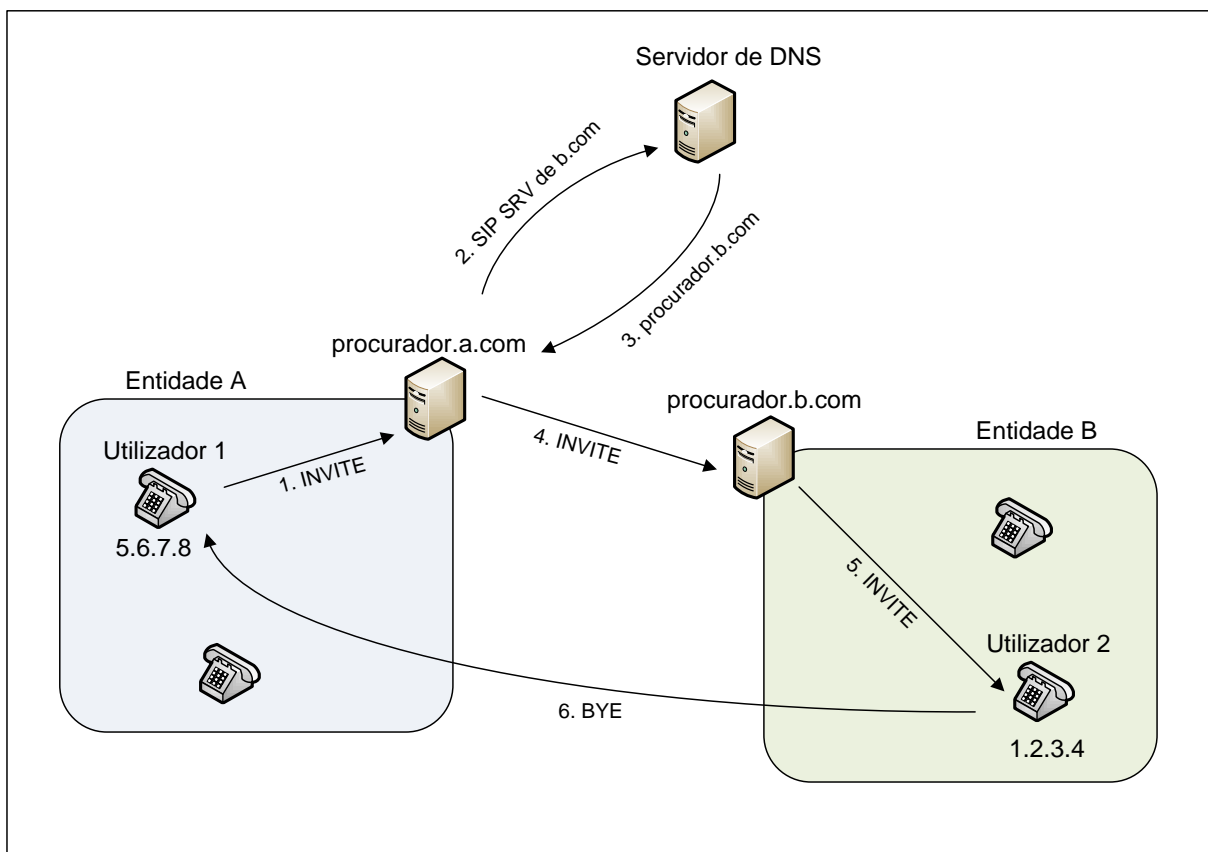 Servidor de DNS
2. SIP SRV de b.com
3. procurador.b.com
procurador.a.com
Entidade A
procurador.b.com
Entidade B
Utilizador 1
1. INVITE
4. INVITE
5.6.7.8
5. INVITE
Utilizador 2
6. BYE
1.2.3.4